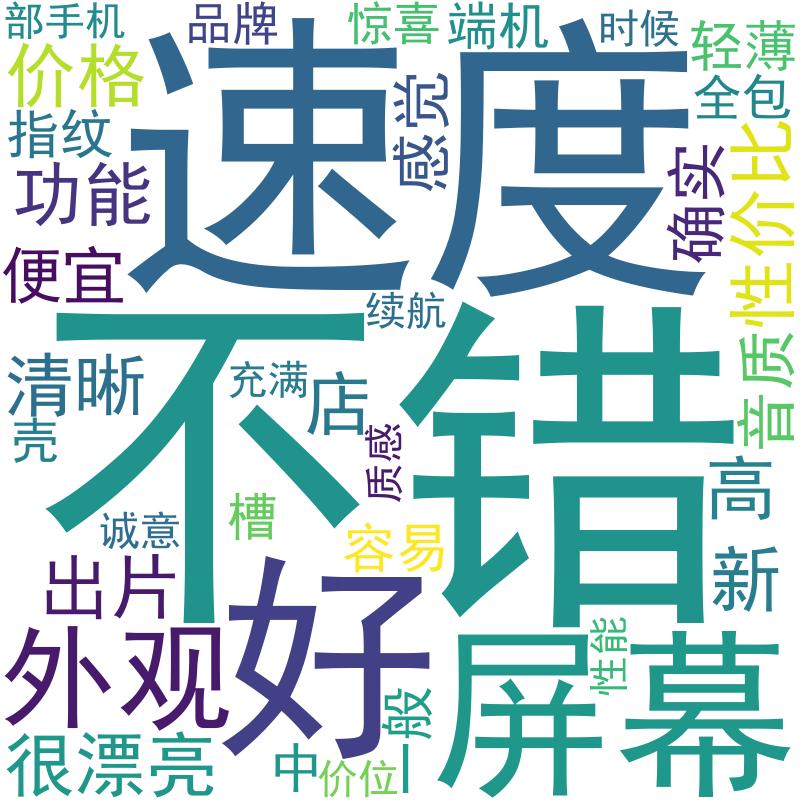 部手机
品牌
惊喜
端机
时候
轻薄
价格
速度
感觉
全包
指纹
功能
确实
性价比
便宜
续航
不错
清晰
充满
店
音质
壳
质感
高
槽
诚意
容易
新
出片
好
外观
屏幕
性能
一般
很漂亮
中
价位